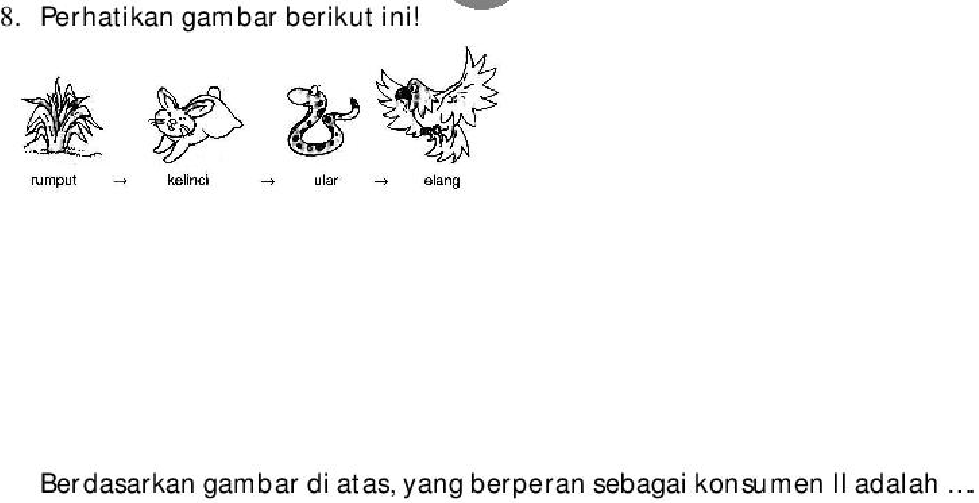 8. Perhatikan gambar berikut ini!
rumput → kelinci → ular → elang
Berdasarkan gambar di atas, yang berperan sebagai konsumen II adalah ...